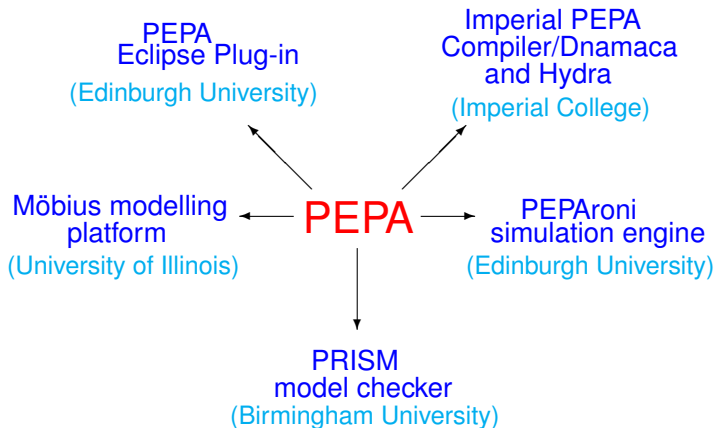 PEPA
Eclipse Plug-in
(Edinburgh University)
Imperial PEPA
Compiler/Dnamaca
and Hydra
(Imperial College)
Möbius modelling
platform
(University of Illinois)
PEPA
PEPAroni
simulation engine
(Edinburgh University)
PRISM
model checker
(Birmingham University)